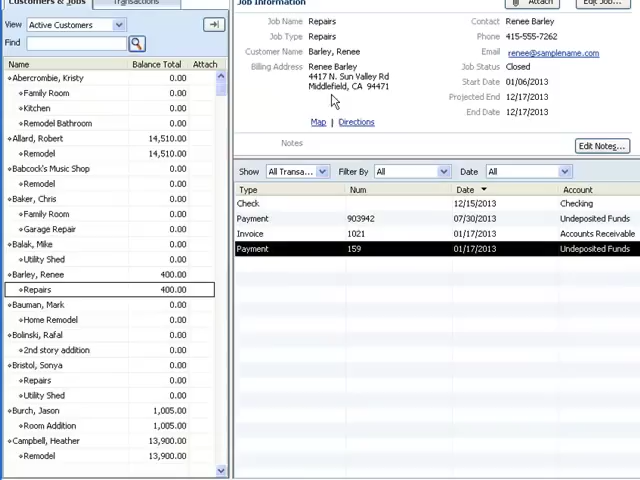 Customers & Jobs Transactions
View Active Customers
Find
Name Balance Total Attach
Abercrombie, Kristy 0.00
Family Room 0.00
Kitchen 0.00
Remodel Bathroom 0.00
Allard, Robert 14,510.00
Remodel 14,510.00
Babcock's Music Shop 0.00
Remodel 0.00
Baker, Chris 0.00
Family Room 0.00
Garage Repair 0.00
Balak, Mike 0.00
Utility Shed 0.00
Barley, Renee 400.00
Repairs 400.00
Bauman, Mark 0.00
Home Remodel 0.00
Bolinski, Rafal 0.00
2nd story addition 0.00
Bristol, Sonya 0.00
Repairs 0.00
Utility Shed 0.00
Burch, Jason 1,005.00
Room Addition 1,005.00
Campbell, Heather 13,900.00
Remodel 13,900.00
Job Information Attach Edit Job...
Job Name Repairs
Job Type Repairs
Customer Name Barley, Renee
Billing Address Renee Barley
4417 N. Sun Valley Rd
Middlefield, CA 94471
Map | Directions
Contact Renee Barley
Phone 415-555-7262
Email renee@samplename.com
Job Status Closed
Start Date 01/06/2013
Projected End 12/17/2013
End Date 12/17/2013
Notes Edit Notes...
Show All Transa... Filter By All Date All
Type Num Date Account
Check 12/15/2013 Checking
Payment 903942 07/30/2013 Undeposited Funds
Invoice 1021 01/17/2013 Accounts Receivable
Payment 159 01/17/2013 Undeposited Funds